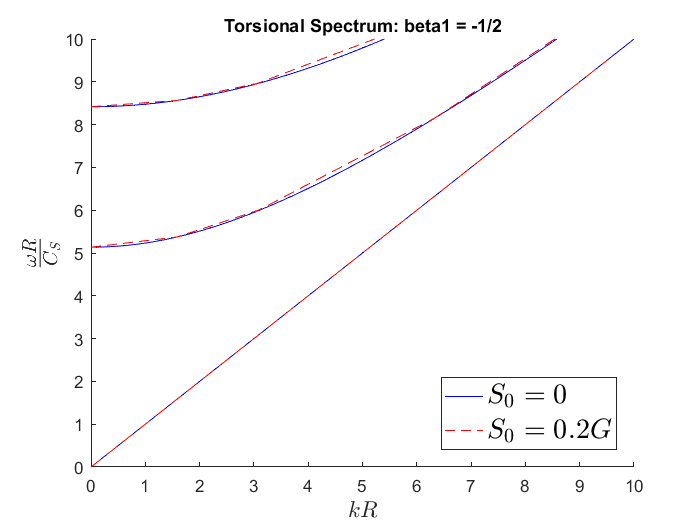 Torsional Spectrum: beta1 = -1/2
10
9
8
7
6
5
4
3
2
1
0
ωR
C_S
S_0 = 0
S_0 = 0.2G
0 1 2 3 4 5 6 7 8 9 10
kR